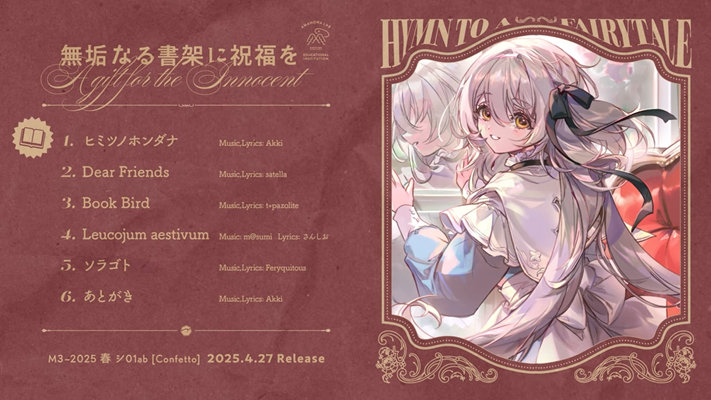 無垢なる書架に祝福を
A gift for the Innocent
HYMN TO A FAIRYTALE
1. ヒミツノホンダナ Music,Lyrics: Akki
2. Dear Friends Music,Lyrics: satella
3. Book Bird Music,Lyrics: t+pazolite
4. Leucojum aestivum Music: m@sumi Lyrics: さんしお
5. ソラゴト Music,Lyrics: Feryquitous
6. あとがき Music,Lyrics: Akki
M3-2025 春 シ01ab [Confetto] 2025.4.27 Release